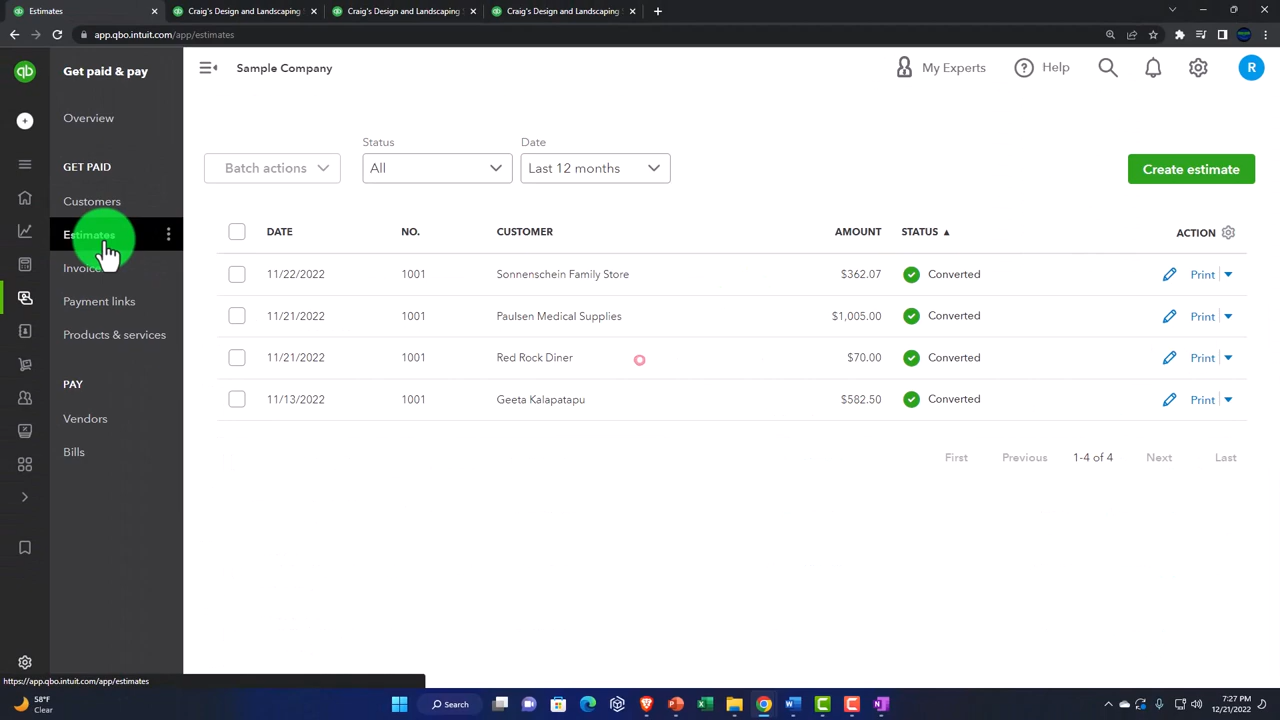 Estimates
Craig's Design and Landscaping
Craig's Design and Landscaping
Craig's Design and Landscaping
app.qbo.intuit.com/app/estimates
qb
Get paid & pay
Sample Company
My Experts
Help
R
Overview
GET PAID
Customers
Estimates
Invoice
Payment links
Products & services
PAY
Vendors
Bills
Status
Date
Batch actions
All
Last 12 months
Create estimate
DATE NO. CUSTOMER AMOUNT STATUS ▲ ACTION
11/22/2022 1001 Sonnenschein Family Store $362.07 Converted Print
11/21/2022 1001 Paulsen Medical Supplies $1,005.00 Converted Print
11/21/2022 1001 Red Rock Diner $70.00 Converted Print
11/13/2022 1001 Geeta Kalapatapu $582.50 Converted Print
First Previous 1-4 of 4 Next Last
https://app.qbo.intuit.com/app/estimates
58°F
Clear
Search
7:27 PM
12/21/2022